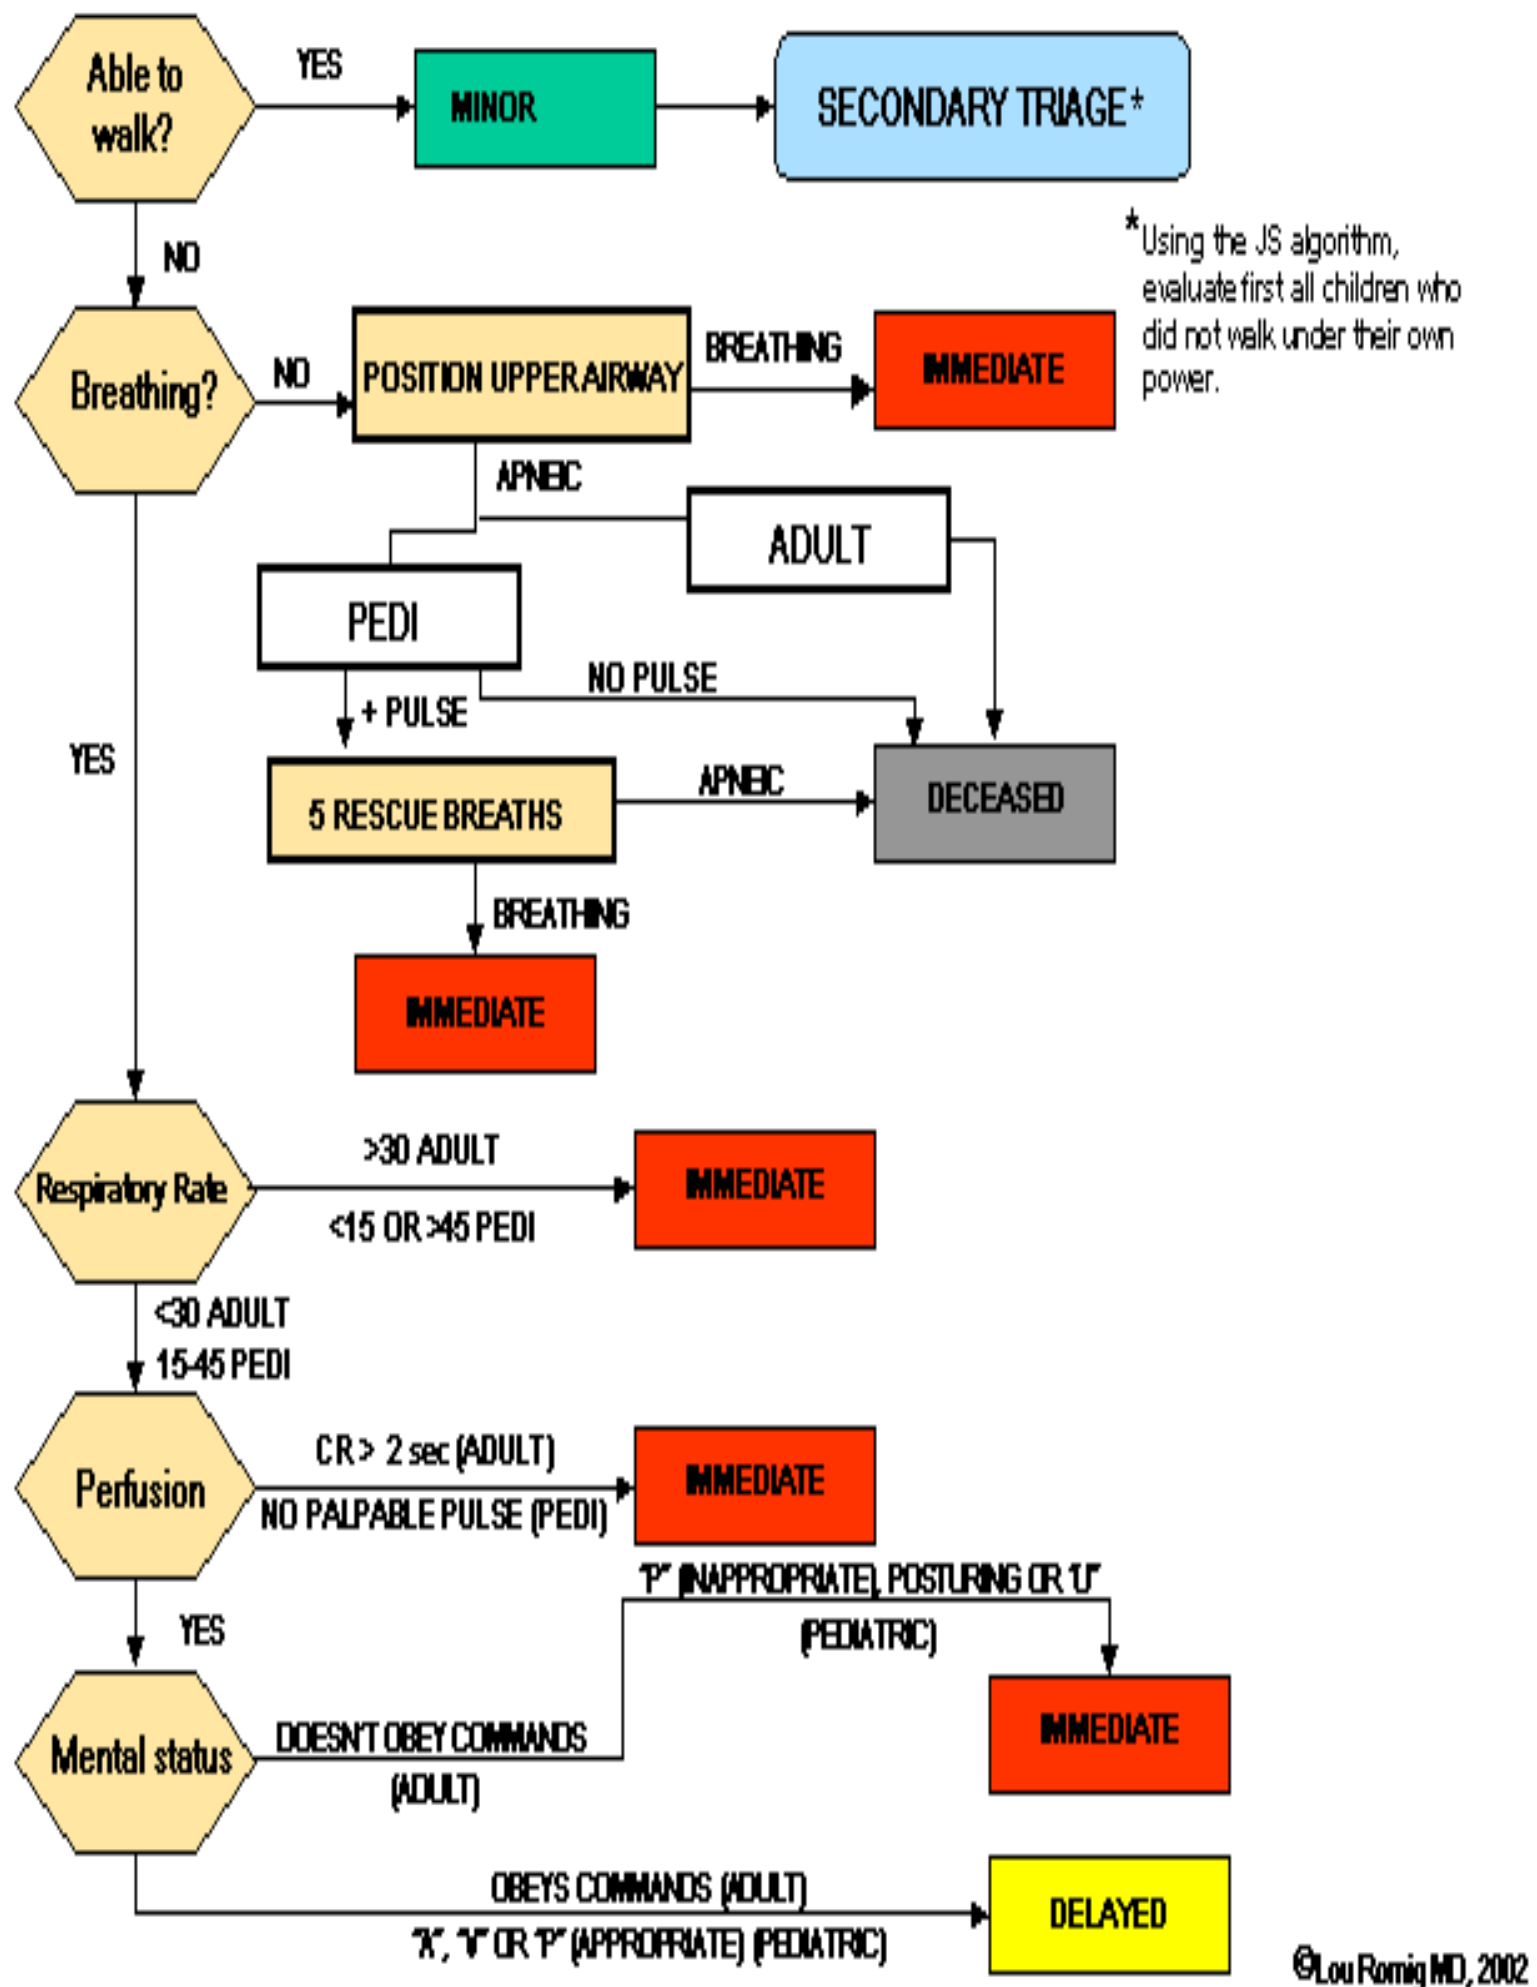 Able to
walk?
YES
MINOR
SECONDARY TRIAGE*
*Using the JS algorithm,
evaluate first all children who
did not walk under their own
power.
NO
Breathing?
NO
POSITION UPPER AIRWAY
BREATHING
IMMEDIATE
APNEIC
ADULT
PEDI
NO PULSE
+ PULSE
YES
5 RESCUE BREATHS
APNEIC
DECEASED
BREATHING
IMMEDIATE
Respiratory Rate
>30 ADULT
<15 OR >45 PEDI
IMMEDIATE
<30 ADULT
15-45 PEDI
Perfusion
CR > 2 sec (ADULT)
NO PALPABLE PULSE (PEDI)
IMMEDIATE
YES
"P" (INAPPROPRIATE), POSTURING OR "U"
(PEDIATRIC)
Mental status
DOESN'T OBEY COMMANDS
(ADULT)
IMMEDIATE
OBEYS COMMANDS (ADULT)
"A", "V" OR "P" (APPROPRIATE) (PEDIATRIC)
DELAYED
©Lou Romig MD, 2002